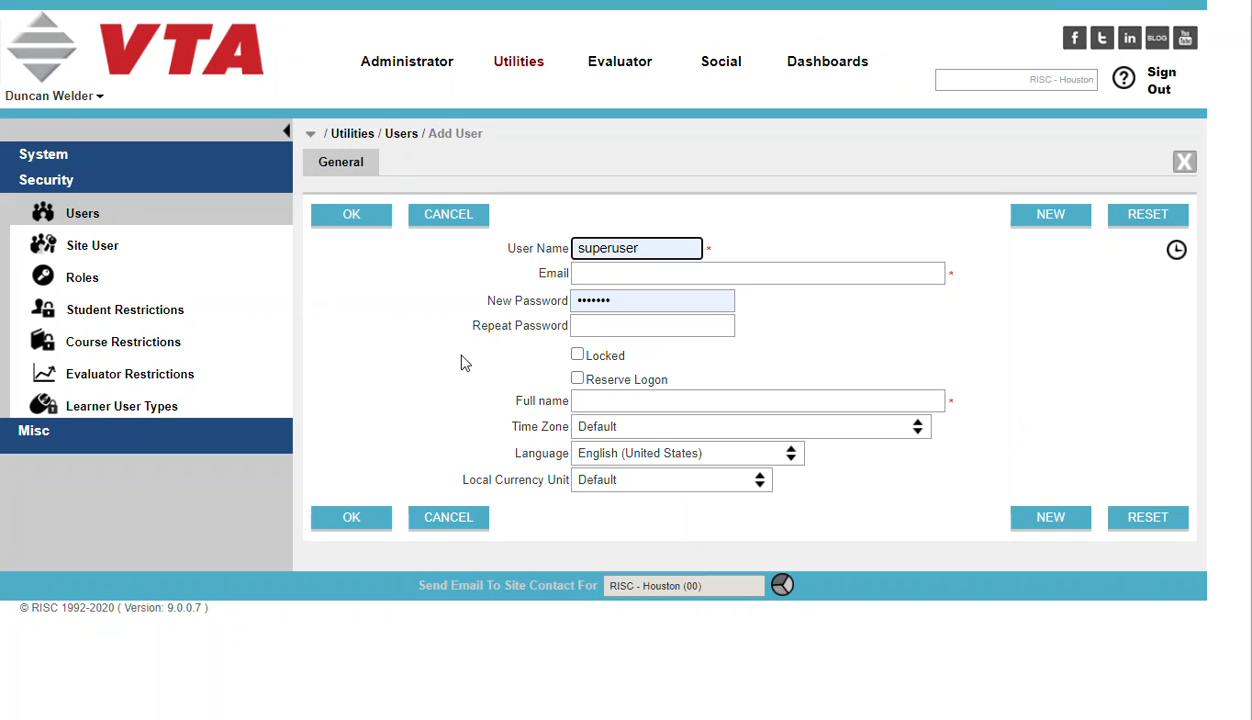 VTA
Duncan Welder
Administrator
Utilities
Evaluator
Social
Dashboards
f t in BLOG You Tube
RISC - Houston
?
Sign
Out
System
Security
Users
Site User
Roles
Student Restrictions
Course Restrictions
Evaluator Restrictions
Learner User Types
Misc
/ Utilities / Users / Add User
General
X
OK
CANCEL
NEW
RESET
User Name superuser *
Email *
New Password •••••••
Repeat Password
Locked
Reserve Logon
Full name *
Time Zone Default
Language English (United States)
Local Currency Unit Default
OK
CANCEL
NEW
RESET
Send Email To Site Contact For RISC - Houston (00)
© RISC 1992-2020 ( Version: 9.0.0.7 )